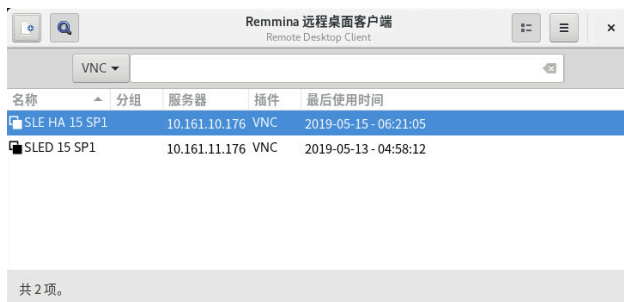 Remmina 远程桌面客户端
Remote Desktop Client
VNC
名称 分组 服务器 插件 最后使用时间
SLE HA 15 SP1 10.161.10.176 VNC 2019-05-15 - 06:21:05
SLED 15 SP1 10.161.11.176 VNC 2019-05-13 - 04:58:12
共 2 项。